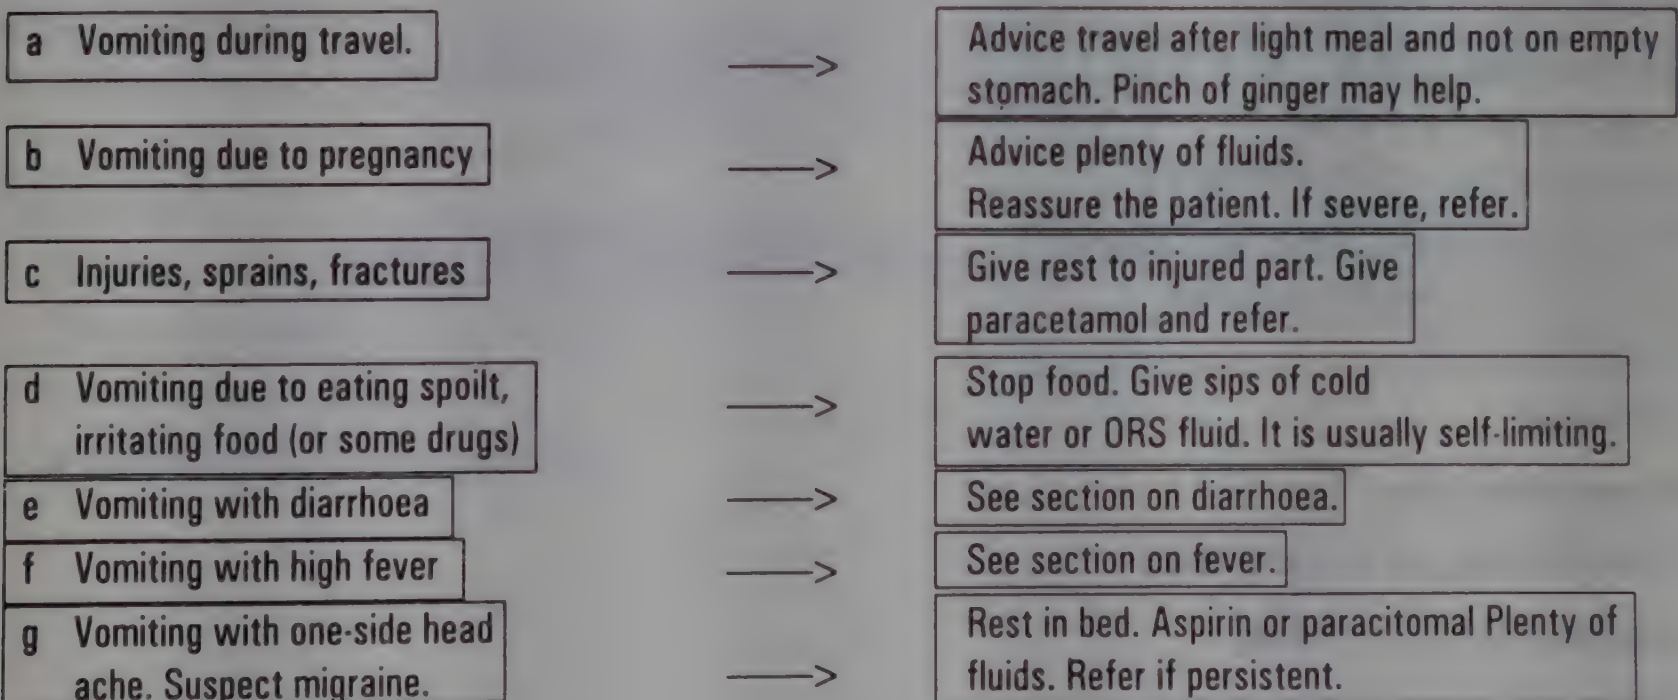 a Vomiting during travel.
Advice travel after light meal and not on empty
stomach. Pinch of ginger may help.
b Vomiting due to pregnancy
Advice plenty of fluids.
Reassure the patient. If severe, refer.
c Injuries, sprains, fractures
Give rest to injured part. Give
paracetamol and refer.
d Vomiting due to eating spoilt,
irritating food (or some drugs)
Stop food. Give sips of cold
water or ORS fluid. It is usually self-limiting.
e Vomiting with diarrhoea
See section on diarrhoea.
f Vomiting with high fever
See section on fever.
g Vomiting with one-side head
ache. Suspect migraine.
Rest in bed. Aspirin or paracitomal Plenty of
fluids. Refer if persistent.